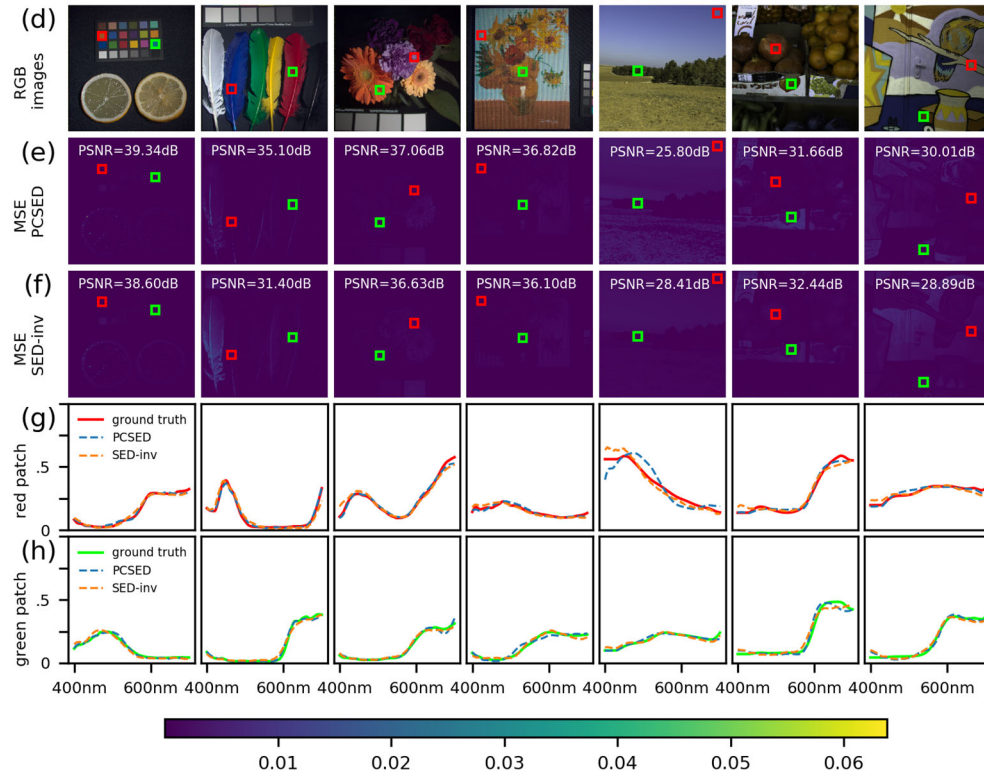 (d)
RGB
images
(e)
MSE
PCSED
PSNR=39.34dB PSNR=35.10dB PSNR=37.06dB PSNR=36.82dB PSNR=25.80dB PSNR=31.66dB PSNR=30.01dB
(f)
MSE
SED-inv
PSNR=38.60dB PSNR=31.40dB PSNR=36.63dB PSNR=36.10dB PSNR=28.41dB PSNR=32.44dB PSNR=28.89dB
(g)
red patch
.5
0
ground truth
PCSED
SED-inv
(h)
green patch
.5
0
ground truth
PCSED
SED-inv
400nm 600nm 400nm 600nm 400nm 600nm 400nm 600nm 400nm 600nm 400nm 600nm 400nm 600nm
0.01 0.02 0.03 0.04 0.05 0.06